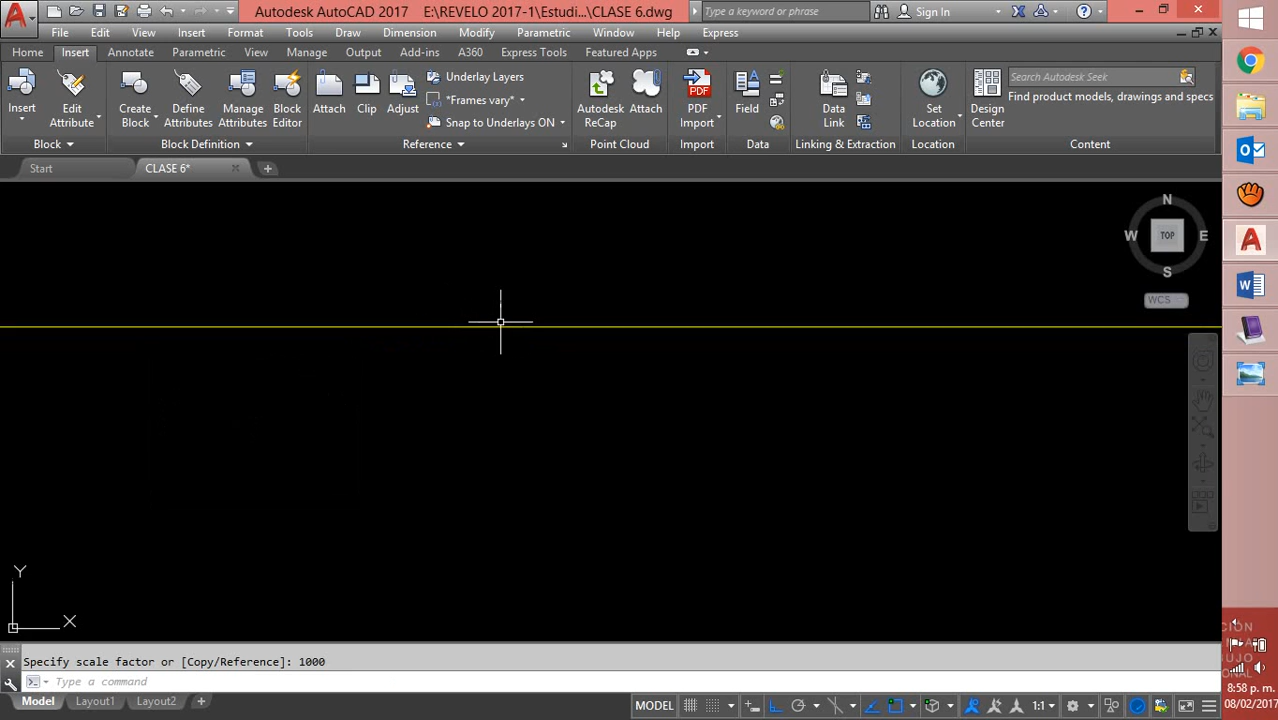 Autodesk AutoCAD 2017 E:\REVELO 2017-1\Estudi...\CLASE 6.dwg
Type a keyword or phrase
Sign In
File Edit View Insert Format Tools Draw Dimension Modify Parametric Window Help Express
Home Insert Annotate Parametric View Manage Output Add-ins A360 Express Tools Featured Apps
Insert
Edit Attribute
Create Block
Define Attributes
Manage Attributes
Block Editor
Attach
Clip
Adjust
Underlay Layers
*Frames vary*
Snap to Underlays ON
Autodesk ReCap
Attach
PDF
PDF Import
Field
Data Link
Set Location
Design Center
Search Autodesk Seek
Find product models, drawings and specs
Block
Block Definition
Reference
Point Cloud
Import
Data
Linking & Extraction
Location
Content
Start
CLASE 6*
N
W TOP E
S
WCS
Y
X
Specify scale factor or [Copy/Reference]: 1000
Type a command
Model Layout1 Layout2
MODEL
1:1
8:58 p. m.
08/02/2017